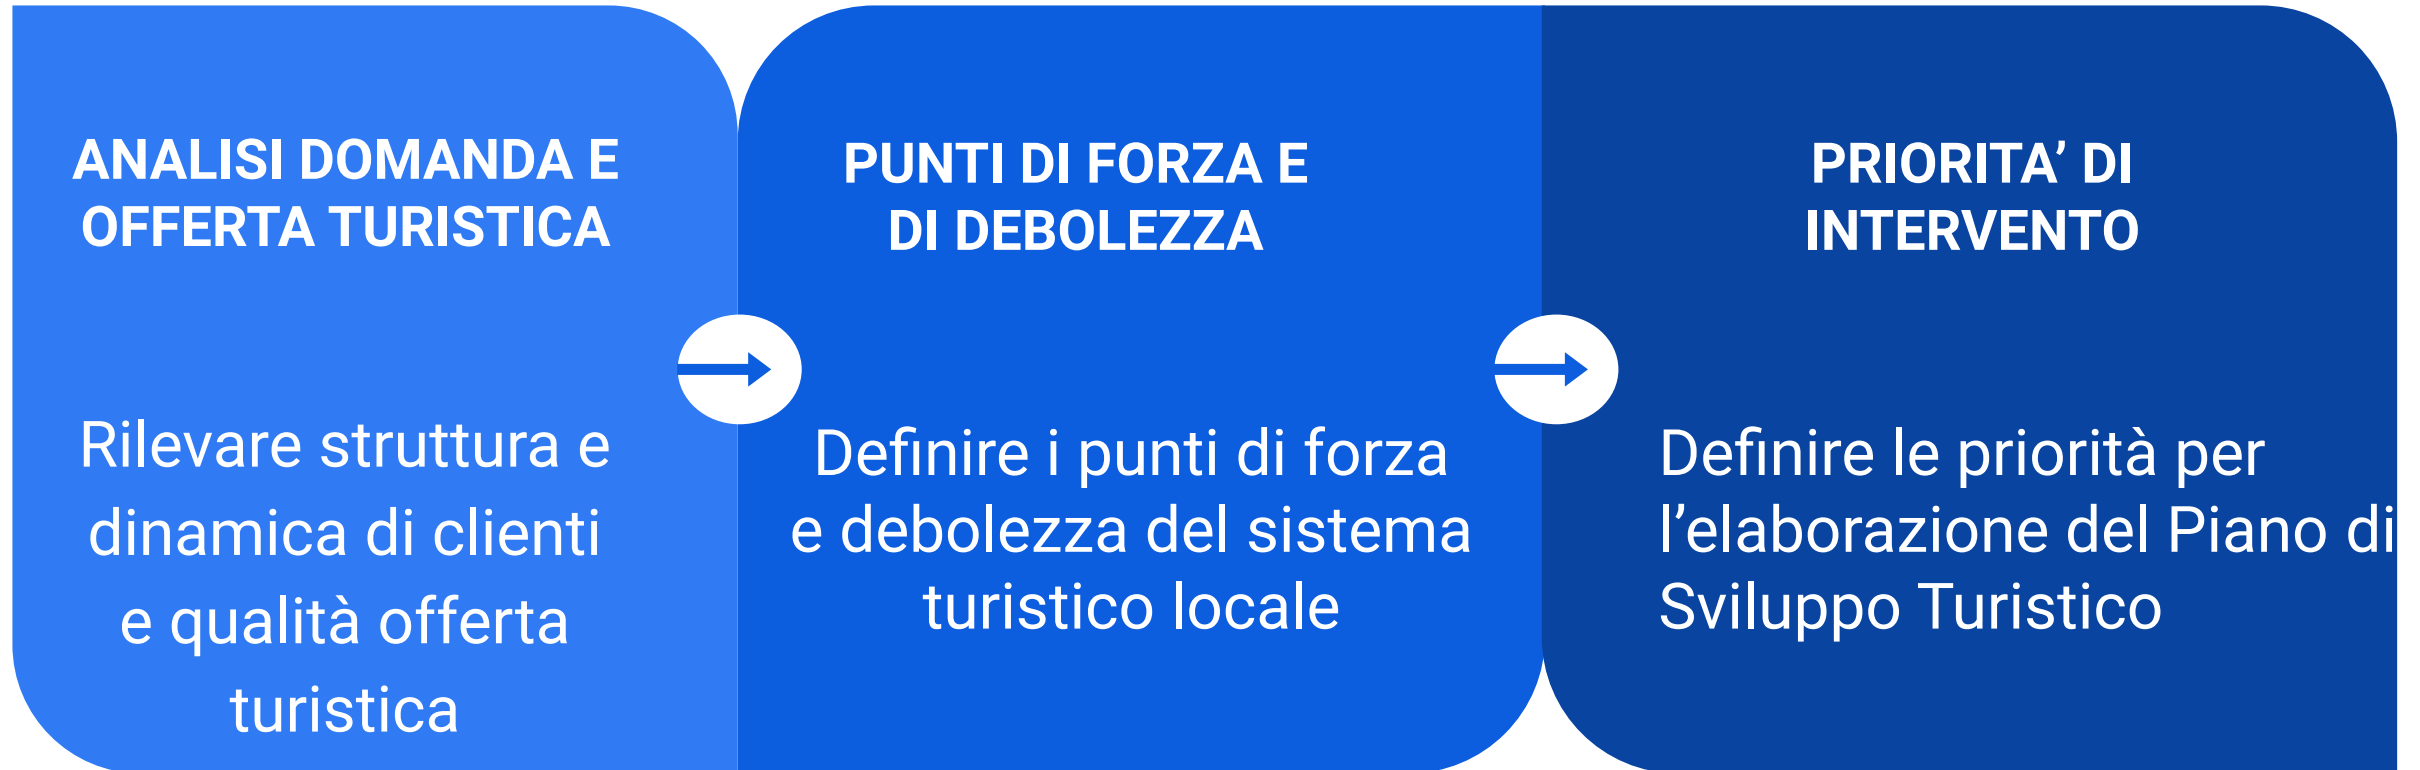 ANALISI DOMANDA E
OFFERTA TURISTICA
Rilevare struttura e
dinamica di clienti
e qualità offerta
turistica
PUNTI DI FORZA E
DI DEBOLEZZA
Definire i punti di forza
e debolezza del sistema
turistico locale
PRIORITA’ DI
INTERVENTO
Definire le priorità per
l’elaborazione del Piano di
Sviluppo Turistico